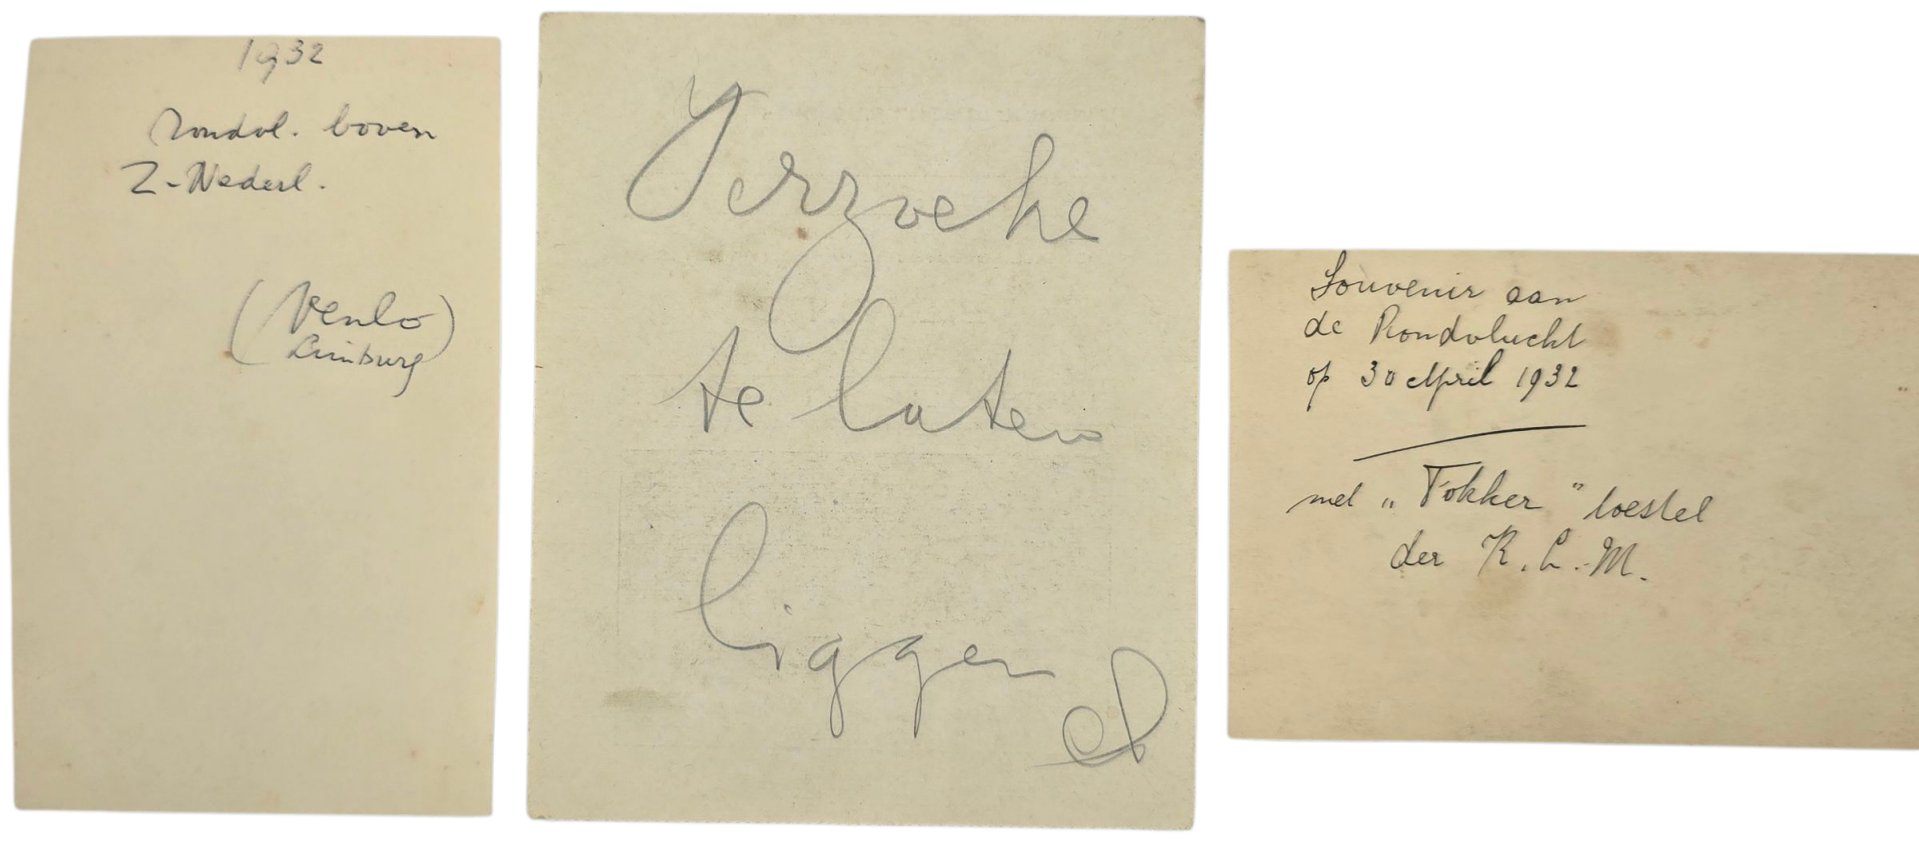 1932
Rondvl. boven
Z-Nederl.
(Venlo)
Limburg)
Verzoeke
te laten
liggen
Souvenir aan
de Rondvlucht
op 30 April 1932
met „Fokker" toestel
der K.L.M.